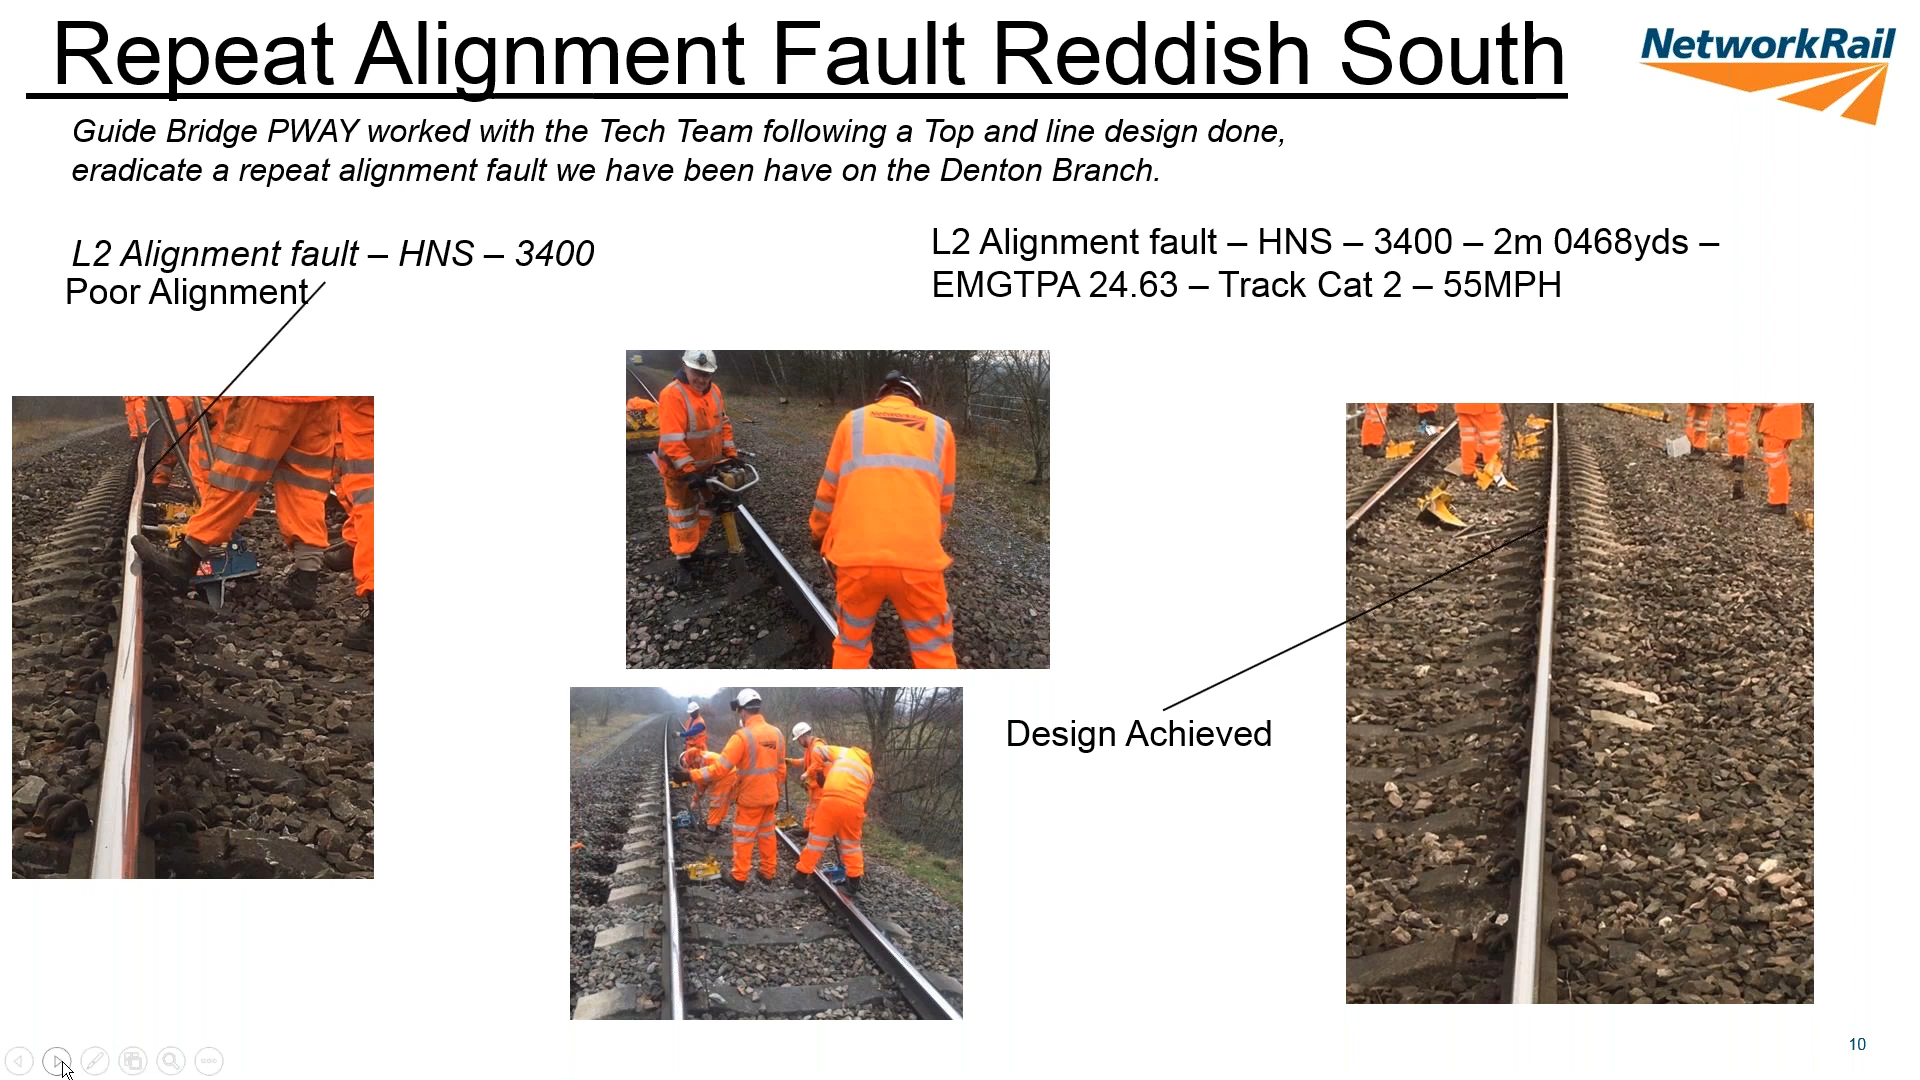 Repeat Alignment Fault Reddish South
NetworkRail
Guide Bridge PWAY worked with the Tech Team following a Top and line design done,
eradicate a repeat alignment fault we have been have on the Denton Branch.
L2 Alignment fault – HNS – 3400
Poor Alignment
L2 Alignment fault – HNS – 3400 – 2m 0468yds –
EMGTPA 24.63 – Track Cat 2 – 55MPH
NetworkRail
Design Achieved
10